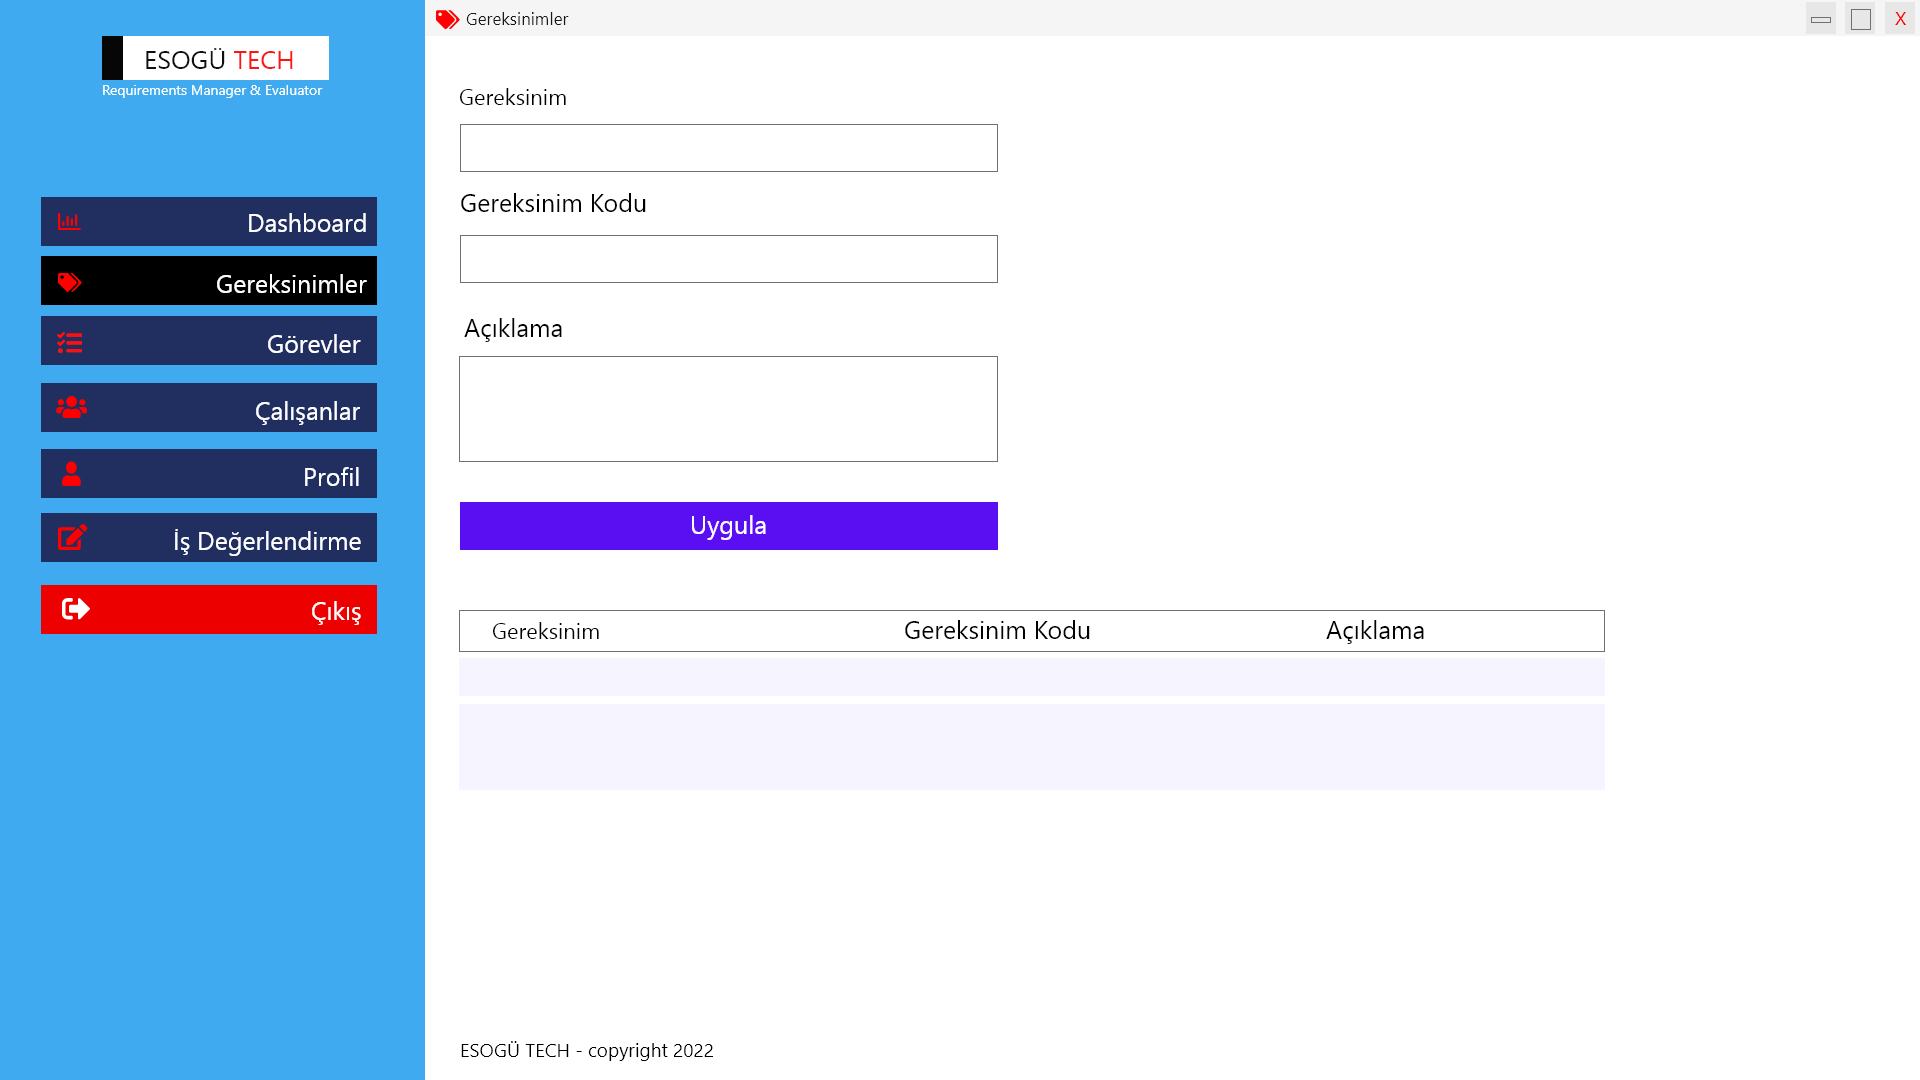 ESOGÜ TECH
Requirements Manager & Evaluator
Dashboard
Gereksinimler
Görevler
Çalışanlar
Profil
İş Değerlendirme
Çıkış
Gereksinimler
X
Gereksinim
Gereksinim Kodu
Açıklama
Uygula
Gereksinim Gereksinim Kodu Açıklama
ESOGÜ TECH - copyright 2022